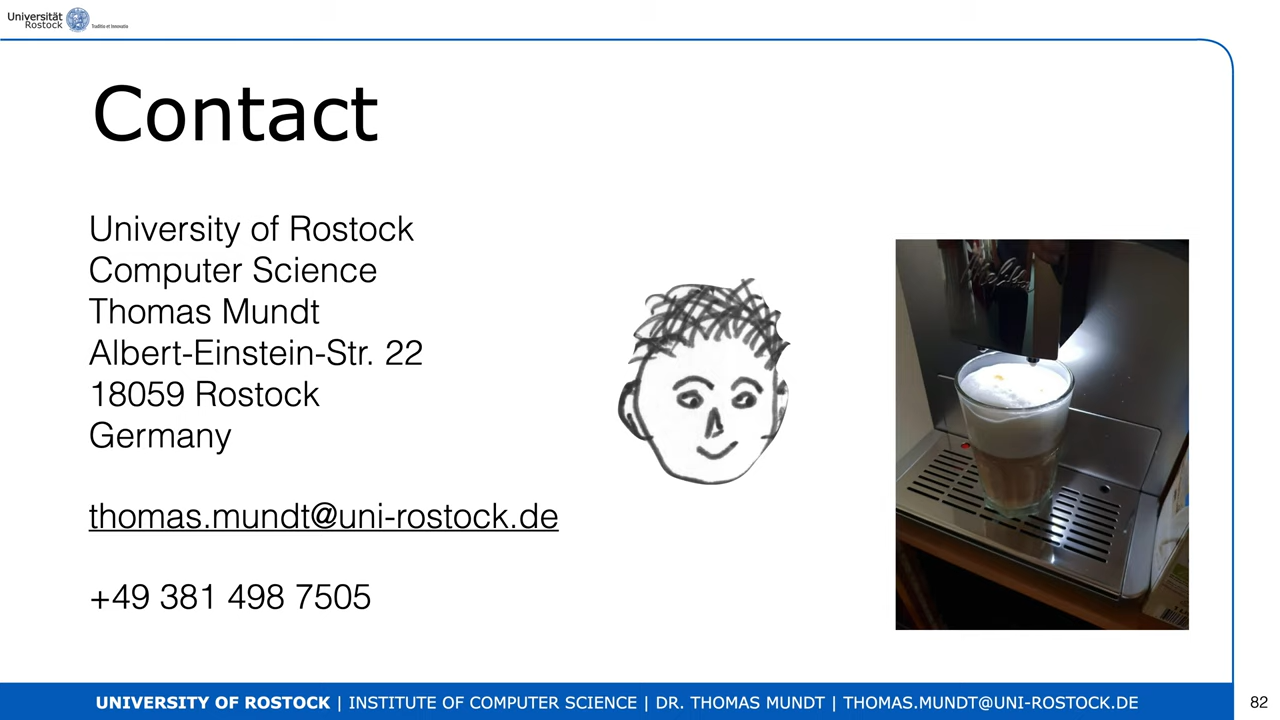 Universität
Rostock
Traditio et Innovatio
Contact
University of Rostock
Computer Science
Thomas Mundt
Albert-Einstein-Str. 22
18059 Rostock
Germany
thomas.mundt@uni-rostock.de
+49 381 498 7505
Melitta
UNIVERSITY OF ROSTOCK | INSTITUTE OF COMPUTER SCIENCE | DR. THOMAS MUNDT | THOMAS.MUNDT@UNI-ROSTOCK.DE
82